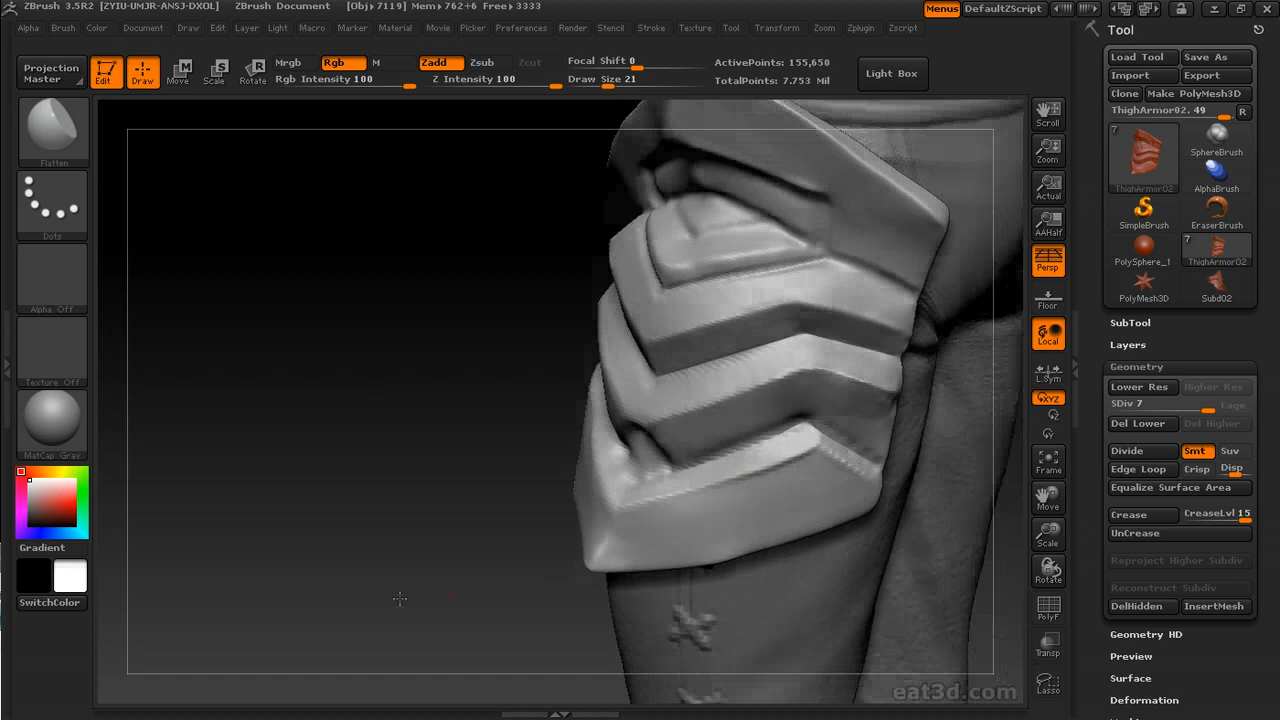 ZBrush 3.5R2 [ZYIU-UMJR-ANSJ-DXOL] ZBrush Document [Obj▸7119] Mem▸762+6 Free▸3333 Menus DefaultZScript
Alpha Brush Color Document Draw Edit Layer Light Macro Marker Material Movie Picker Preferences Render Stencil Stroke Texture Tool Transform Zoom Zplugin Zscript
Tool
Projection Master
Edit
Draw
Move
Scale
Rotate
Mrgb Rgb M
Rgb Intensity 100
Zadd Zsub Zcut
Z Intensity 100
Focal Shift 0
Draw Size 21
ActivePoints: 155,650
TotalPoints: 7.753 Mil
Light Box
Flatten
Dots
Alpha Off
Texture Off
MatCap Gray
Gradient
SwitchColor
Scroll
Zoom
Actual
AAHalf
Persp
Floor
Local
L.Sym
XYZ
Frame
Move
Scale
Rotate
PolyF
Transp
Lasso
Load Tool Save As
Import Export
Clone Make PolyMesh3D
ThighArmor02. 49 R
7
ThighArmor02
SphereBrush
AlphaBrush
SimpleBrush EraserBrush
7
PolySphere_1 ThighArmor02
PolyMesh3D Subd02
SubTool
Layers
Geometry
Lower Res Higher Res
SDiv 7 Cage
Del Lower Del Higher
Divide Smt Suv
Edge Loop Crisp Disp
Equalize Surface Area
Crease CreaseLvl 15
UnCrease
Reproject Higher Subdiv
Reconstruct Subdiv
DelHidden InsertMesh
Geometry HD
Preview
Surface
Deformation
eat3d.com